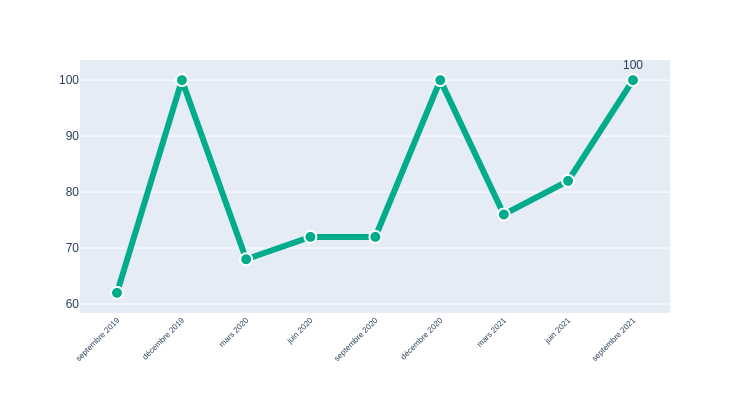 100
100
90
80
70
60
septembre 2019
décembre 2019
mars 2020
juin 2020
septembre 2020
décembre 2020
mars 2021
juin 2021
septembre 2021